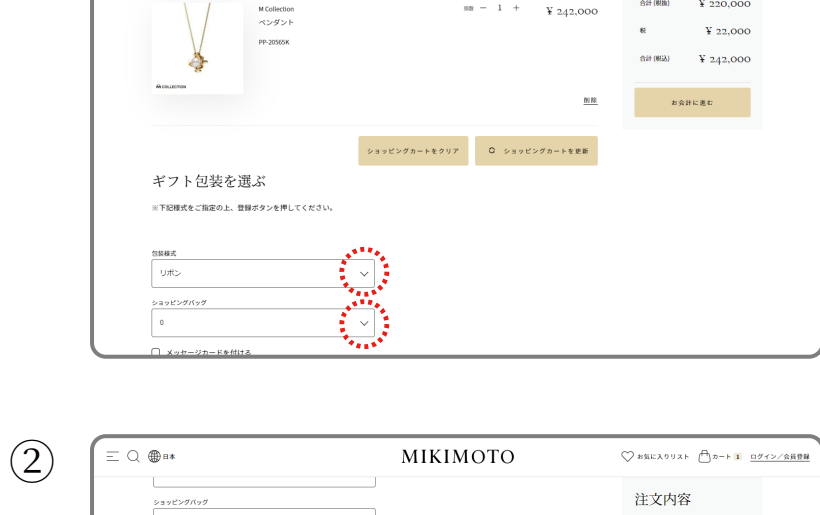 合計 (税抜) ¥ 220,000
M Collection
ペンダント
PP-20565K
個数 − 1 +
¥ 242,000
税 ¥ 22,000
合計 (税込) ¥ 242,000
M COLLECTION
削除
お会計に進む
ショッピングカートをクリア
ショッピングカートを更新
ギフト包装を選ぶ
※下記様式をご指定の上、登録ボタンを押してください。
包装様式
リボン
ショッピングバッグ
0
メッセージカードを付ける
②
日本
MIKIMOTO
お気に入りリスト
カート 1
ログイン／会員登録
ショッピングバッグ
注文内容